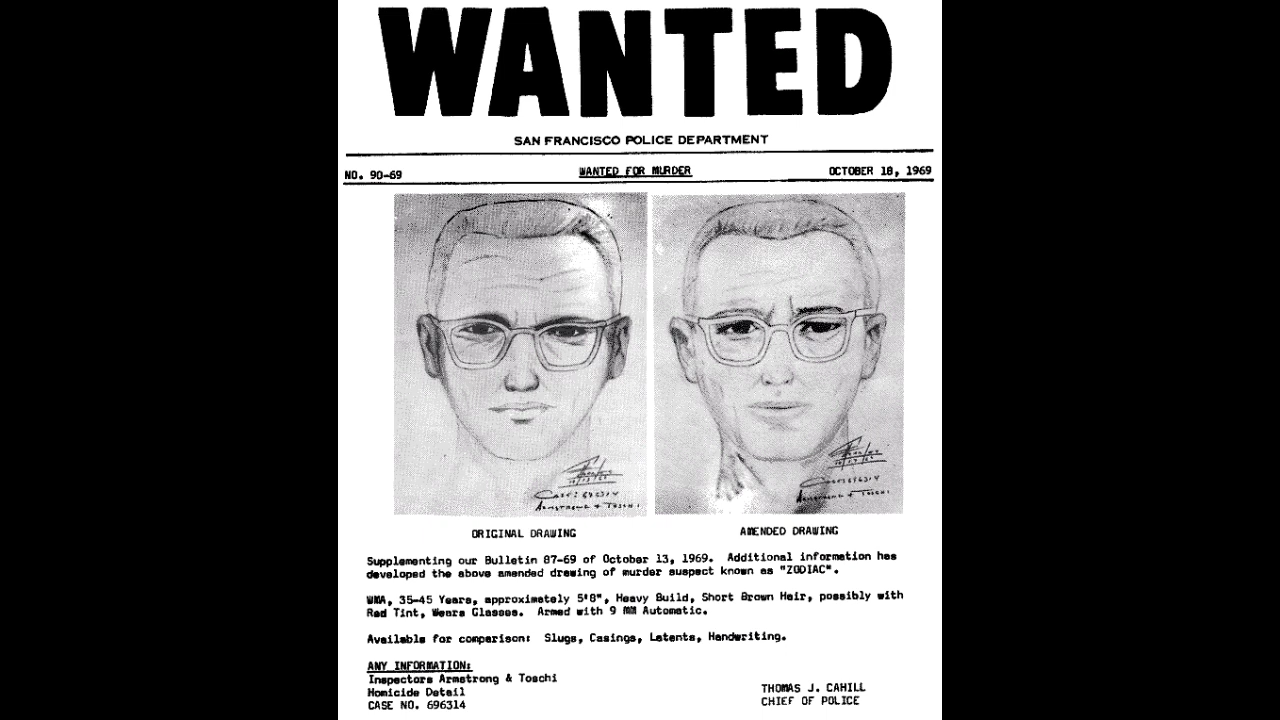 WANTED
SAN FRANCISCO POLICE DEPARTMENT
NO. 90-69 WANTED FOR MURDER OCTOBER 18, 1969
ORIGINAL DRAWING AMENDED DRAWING
Supplementing our Bulletin 87-69 of October 13, 1969. Additional information has
developed the above amended drawing of murder suspect known as "ZODIAC".
WMA, 35-45 Years, approximately 5'8", Heavy Build, Short Brown Hair, possibly with
Red Tint, Wears Glasses. Armed with 9 MM Automatic.
Available for comparison: Slugs, Casings, Latents, Handwriting.
ANY INFORMATION:
Inspectors Armstrong & Toschi
Homicide Detail
CASE NO. 696314
THOMAS J. CAHILL
CHIEF OF POLICE